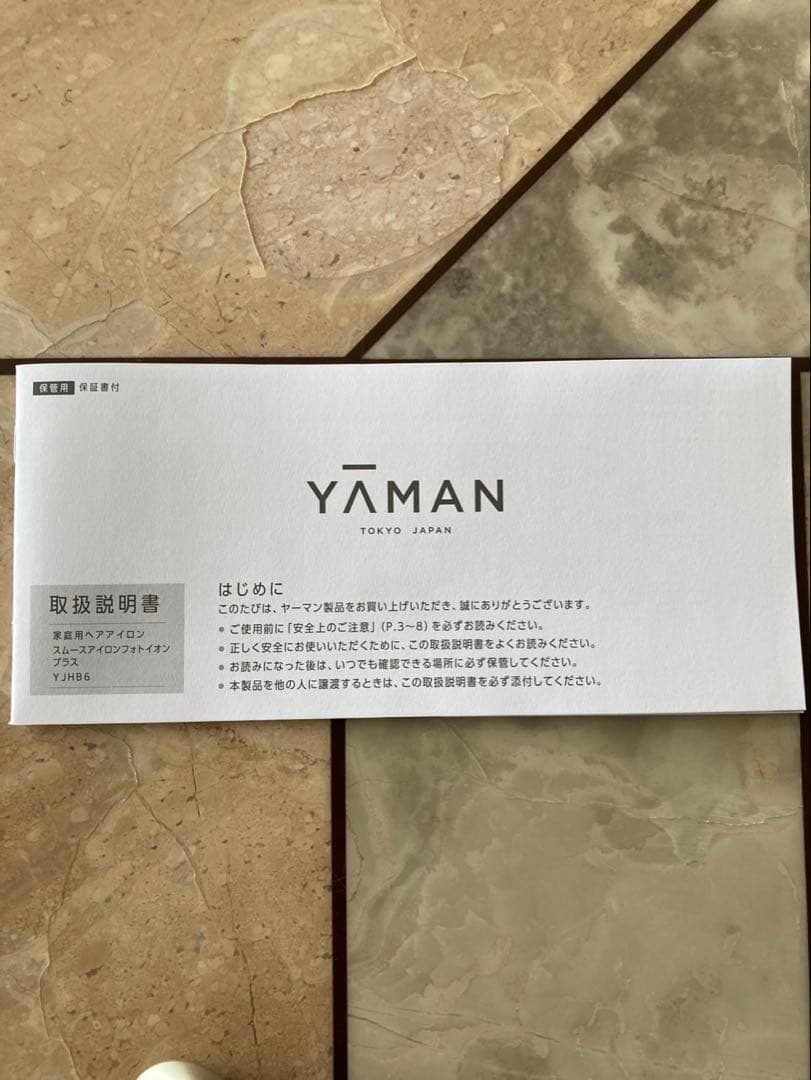 保管用 保証書付
YĀMAN
TOKYO JAPAN
取扱説明書
家庭用ヘアアイロン
スムースアイロンフォトイオン
プラス
YJHB6
はじめに
このたびは、ヤーマン製品をお買い上げいただき、誠にありがとうございます。
● ご使用前に「安全上のご注意」(P.3〜8)を必ずお読みください。
● 正しく安全にお使いいただくために、この取扱説明書をよくお読みください。
● お読みになった後は、いつでも確認できる場所に必ず保管してください。
● 本製品を他の人に譲渡するときは、この取扱説明書を必ず添付してください。